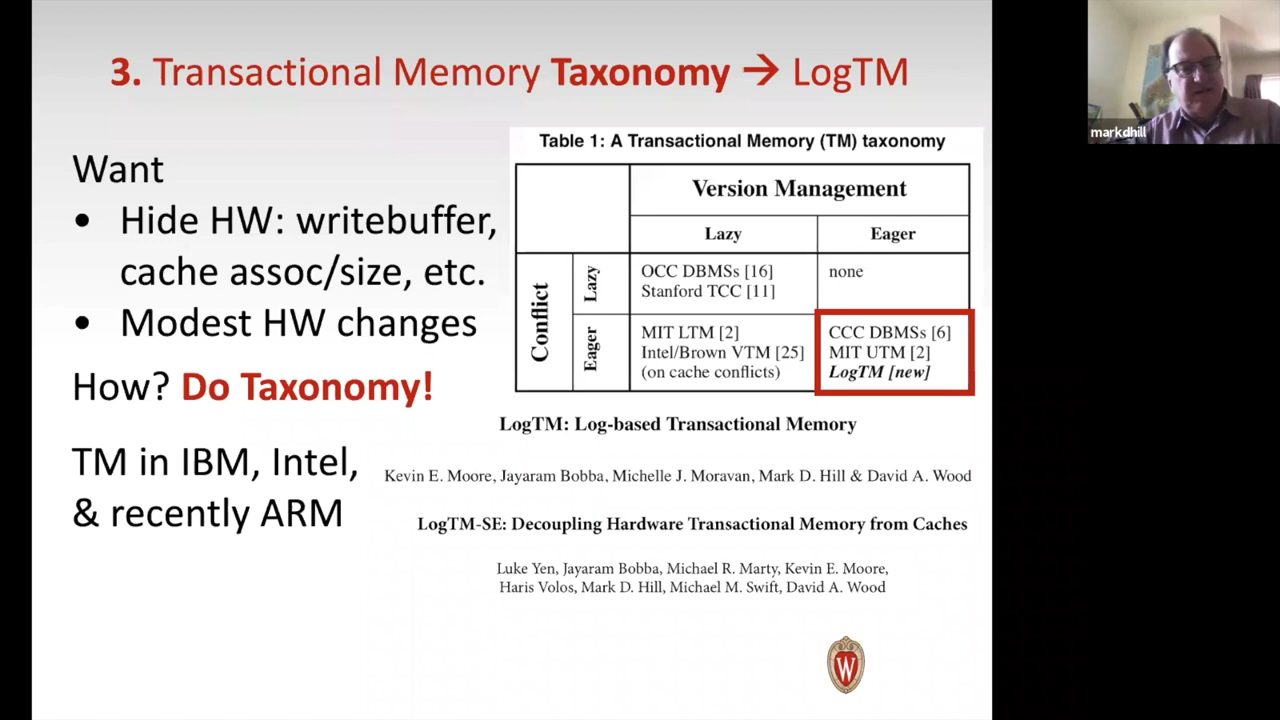 3. Transactional Memory Taxonomy → LogTM
markdhill
Want
• Hide HW: writebuffer,
cache assoc/size, etc.
• Modest HW changes
How? Do Taxonomy!
TM in IBM, Intel,
& recently ARM
Table 1: A Transactional Memory (TM) taxonomy
Version Management
Lazy Eager
Conflict
Lazy
OCC DBMSs [16]
Stanford TCC [11]
none
Eager
MIT LTM [2]
Intel/Brown VTM [25]
(on cache conflicts)
CCC DBMSs [6]
MIT UTM [2]
LogTM [new]
LogTM: Log-based Transactional Memory
Kevin E. Moore, Jayaram Bobba, Michelle J. Moravan, Mark D. Hill & David A. Wood
LogTM-SE: Decoupling Hardware Transactional Memory from Caches
Luke Yen, Jayaram Bobba, Michael R. Marty, Kevin E. Moore,
Haris Volos, Mark D. Hill, Michael M. Swift, David A. Wood
W